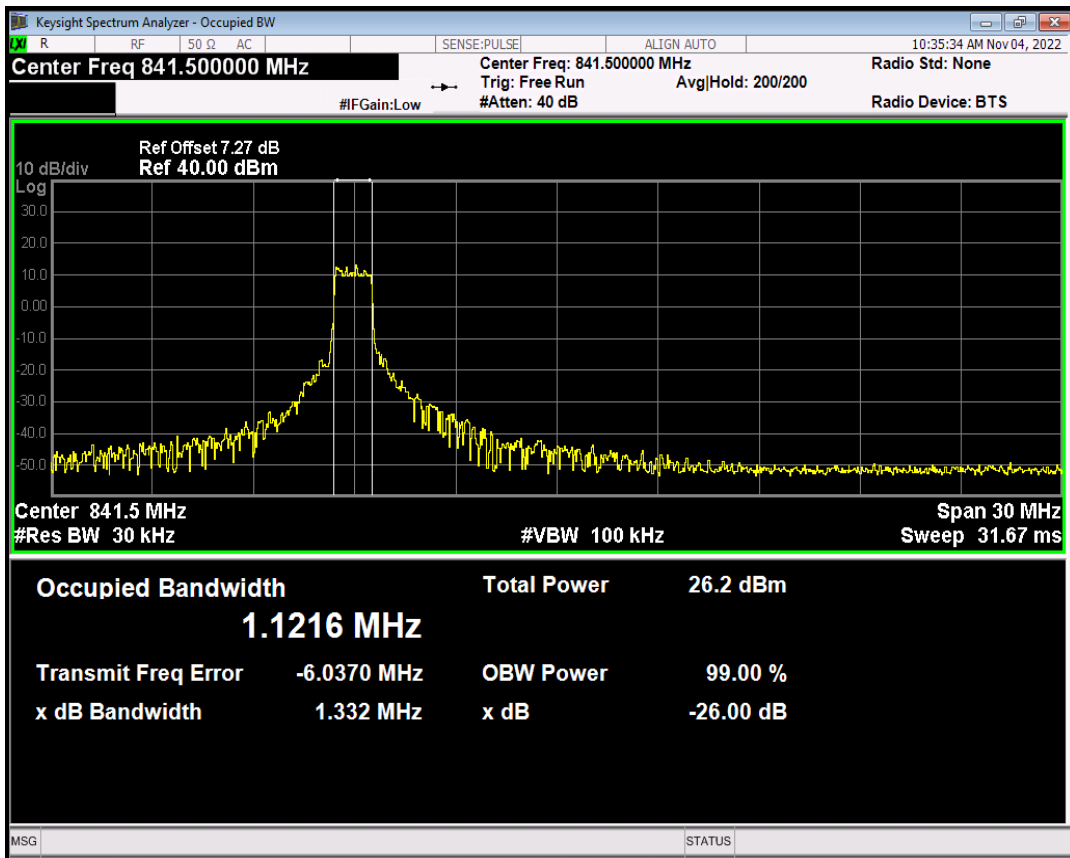 Keysight Spectrum Analyzer - Occupied BW
LXI R RF 50 Ω AC SENSE:PULSE ALIGN AUTO 10:35:34 AM Nov 04, 2022
Center Freq 841.500000 MHz Center Freq: 841.500000 MHz Radio Std: None
Trig: Free Run Avg|Hold: 200/200
#IFGain:Low #Atten: 40 dB Radio Device: BTS
Ref Offset 7.27 dB
10 dB/div Ref 40.00 dBm
Log
30.0
20.0
10.0
0.00
-10.0
-20.0
-30.0
-40.0
-50.0
Center 841.5 MHz Span 30 MHz
#Res BW 30 kHz #VBW 100 kHz Sweep 31.67 ms
Occupied Bandwidth Total Power 26.2 dBm
1.1216 MHz
Transmit Freq Error -6.0370 MHz OBW Power 99.00 %
x dB Bandwidth 1.332 MHz x dB -26.00 dB
MSG STATUS